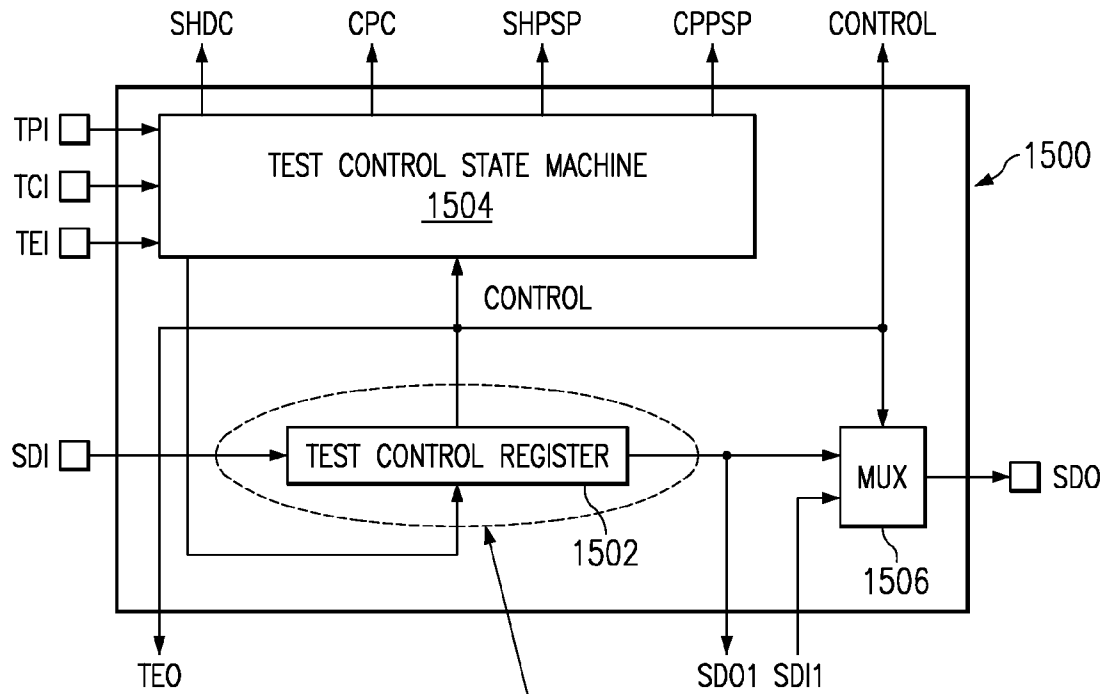 SHDC CPC SHPSP CPPSP CONTROL
TPI
TEST CONTROL STATE MACHINE
1500
TCI
1504
TEI
CONTROL
SDI
TEST CONTROL REGISTER
MUX
SDO
1502
1506
TEO
SDO1 SDI1